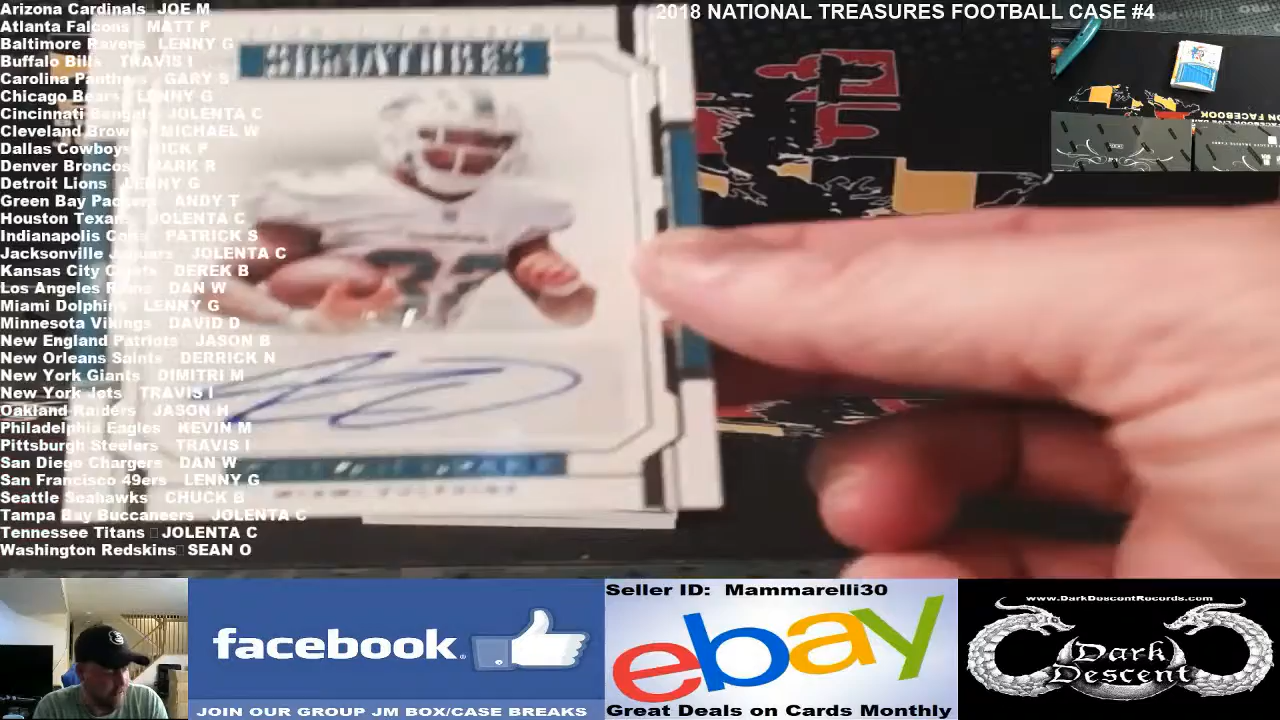 2018 NATIONAL TREASURES FOOTBALL CASE #4
Arizona Cardinals JOE M
Atlanta Falcons MATT P
Baltimore Ravens LENNY G
Buffalo Bills TRAVIS I
Carolina Panthers GARY S
Chicago Bears LENNY G
Cincinnati Bengals JOLENTA C
Cleveland Browns MICHAEL W
Dallas Cowboys RICK P
Denver Broncos MARK R
Detroit Lions LENNY G
Green Bay Packers ANDY T
Houston Texans JOLENTA C
Indianapolis Colts PATRICK S
Jacksonville Jaguars JOLENTA C
Kansas City Chiefs DEREK B
Los Angeles Rams DAN W
Miami Dolphins LENNY G
Minnesota Vikings DAVID D
New England Patriots JASON B
New Orleans Saints DERRICK N
New York Giants DIMITRI M
New York Jets TRAVIS I
Oakland Raiders JASON H
Philadelphia Eagles KEVIN M
Pittsburgh Steelers TRAVIS I
San Diego Chargers DAN W
San Francisco 49ers LENNY G
Seattle Seahawks CHUCK B
Tampa Bay Buccaneers JOLENTA C
Tennessee Titans JOLENTA C
Washington Redskins SEAN O
SIGNATURES
32
MIAMI DOLPHINS
facebook.
JOIN OUR GROUP JM BOX/CASE BREAKS
Seller ID: Mammarelli30
ebay
Great Deals on Cards Monthly
www.DarkDescentRecords.com
Dark
Descent